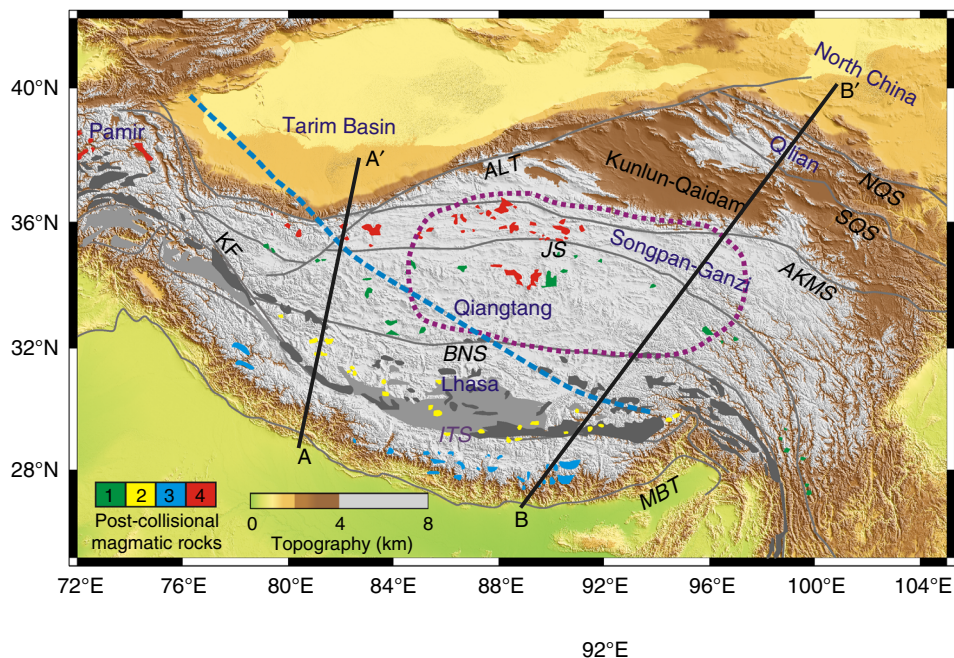 North China
40°N
B′
Pamir
Tarim Basin
A′
ALT
Qilian
Kunlun-Qaidam
NQS
36°N
SQS
KF
JS
Songpan-Ganzi
AKMS
Qiangtang
32°N
BNS
Lhasa
ITS
A
28°N
MBT
B
1 2 3 4
Post-collisional
magmatic rocks
0 2 4 8
Topography (km)
72°E 76°E 80°E 84°E 88°E 92°E 96°E 100°E 104°E
92°E